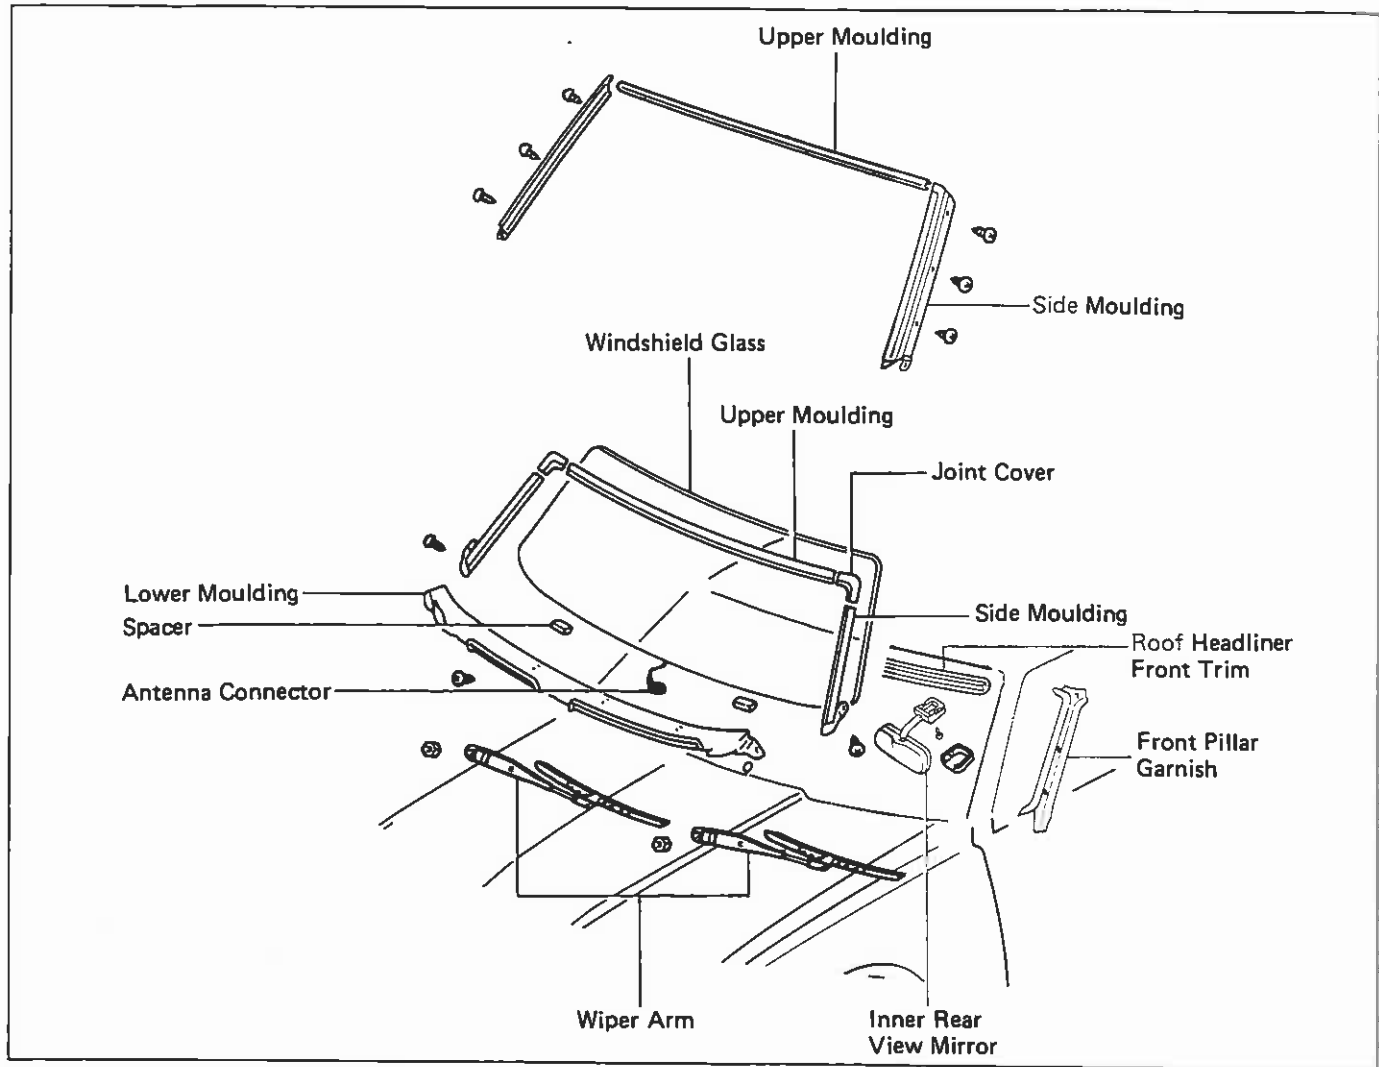 Upper Moulding
Side Moulding
Windshield Glass
Upper Moulding
Joint Cover
Lower Moulding
Spacer
Side Moulding
Roof Headliner
Front Trim
Antenna Connector
Front Pillar
Garnish
Wiper Arm
Inner Rear
View Mirror